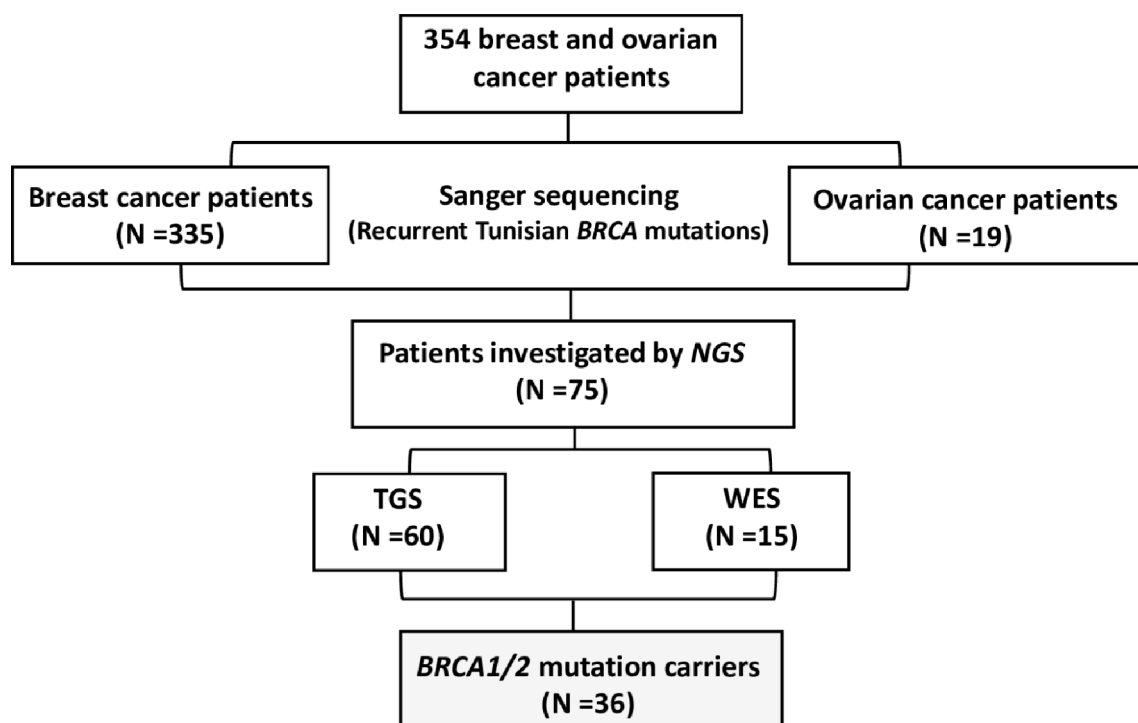 354 breast and ovarian
cancer patients
Breast cancer patients
(N =335)
Sanger sequencing
(Recurrent Tunisian BRCA mutations)
Ovarian cancer patients
(N =19)
Patients investigated by NGS
(N =75)
TGS
(N =60)
WES
(N =15)
BRCA1/2 mutation carriers
(N =36)